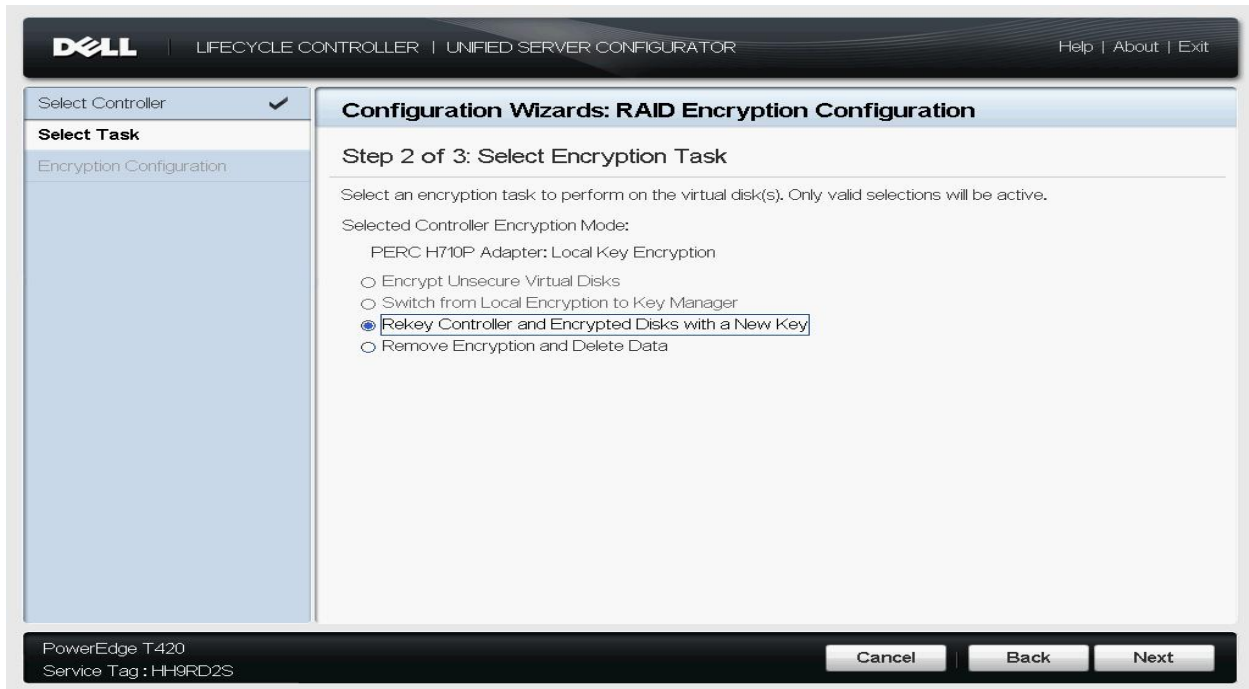 DELL | LIFECYCLE CONTROLLER | UNIFIED SERVER CONFIGURATOR Help | About | Exit
Select Controller
Select Task
Encryption Configuration
Configuration Wizards: RAID Encryption Configuration
Step 2 of 3: Select Encryption Task
Select an encryption task to perform on the virtual disk(s). Only valid selections will be active.
Selected Controller Encryption Mode:
PERC H710P Adapter: Local Key Encryption
Encrypt Unsecure Virtual Disks
Switch from Local Encryption to Key Manager
Rekey Controller and Encrypted Disks with a New Key
Remove Encryption and Delete Data
PowerEdge T420
Service Tag : HH9RD2S
Cancel | Back Next